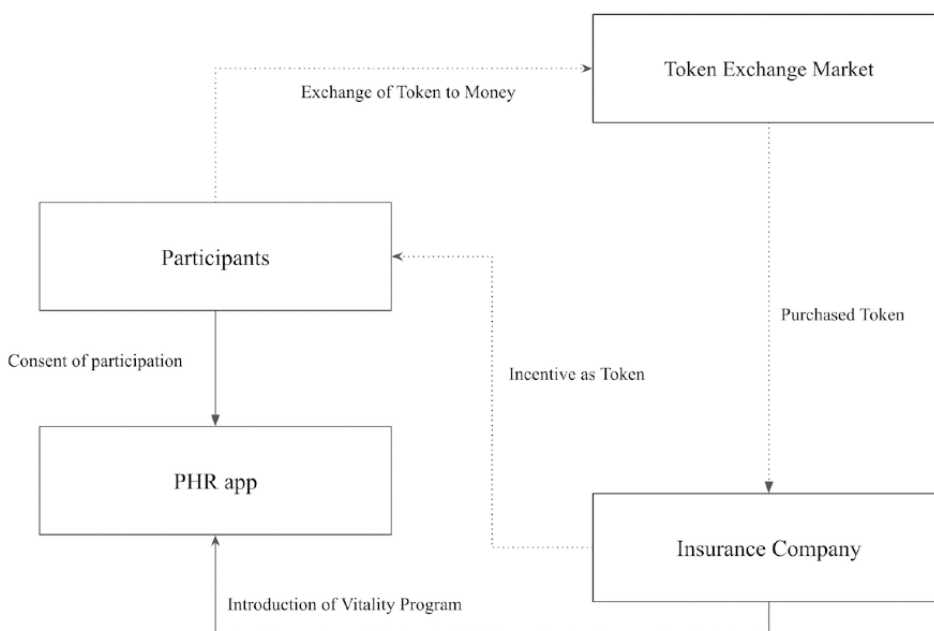 Token Exchange Market
Exchange of Token to Money
Participants
Purchased Token
Consent of participation
Incentive as Token
PHR app
Insurance Company
Introduction of Vitality Program